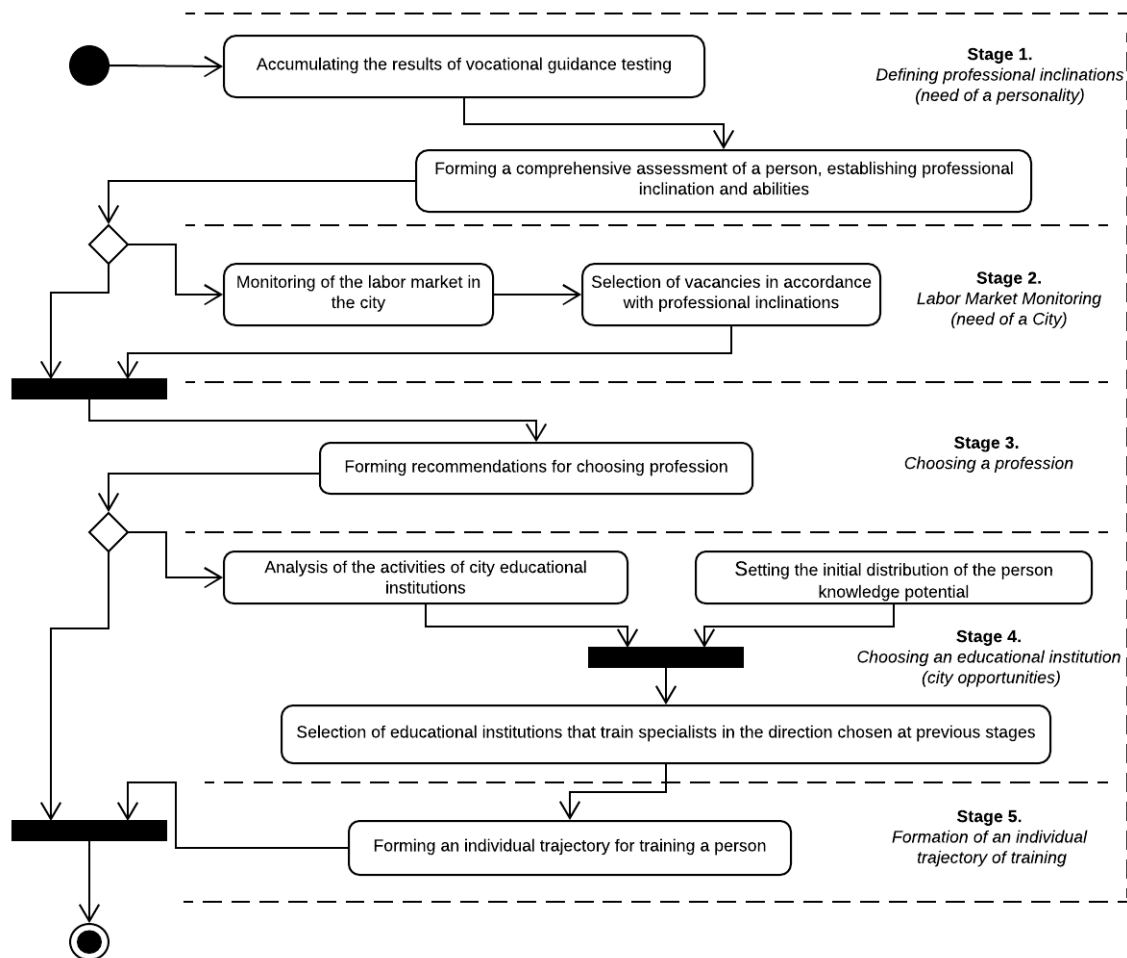 Accumulating the results of vocational guidance testing
Stage 1.
Defining professional inclinations
(need of a personality)
Forming a comprehensive assessment of a person, establishing professional
inclination and abilities
Monitoring of the labor market in
the city
Selection of vacancies in accordance
with professional inclinations
Stage 2.
Labor Market Monitoring
(need of a City)
Forming recommendations for choosing profession
Stage 3.
Choosing a profession
Analysis of the activities of city educational
institutions
Setting the initial distribution of the person
knowledge potential
Stage 4.
Choosing an educational institution
(city opportunities)
Selection of educational institutions that train specialists in the direction chosen at previous stages
Forming an individual trajectory for training a person
Stage 5.
Formation of an individual
trajectory of training